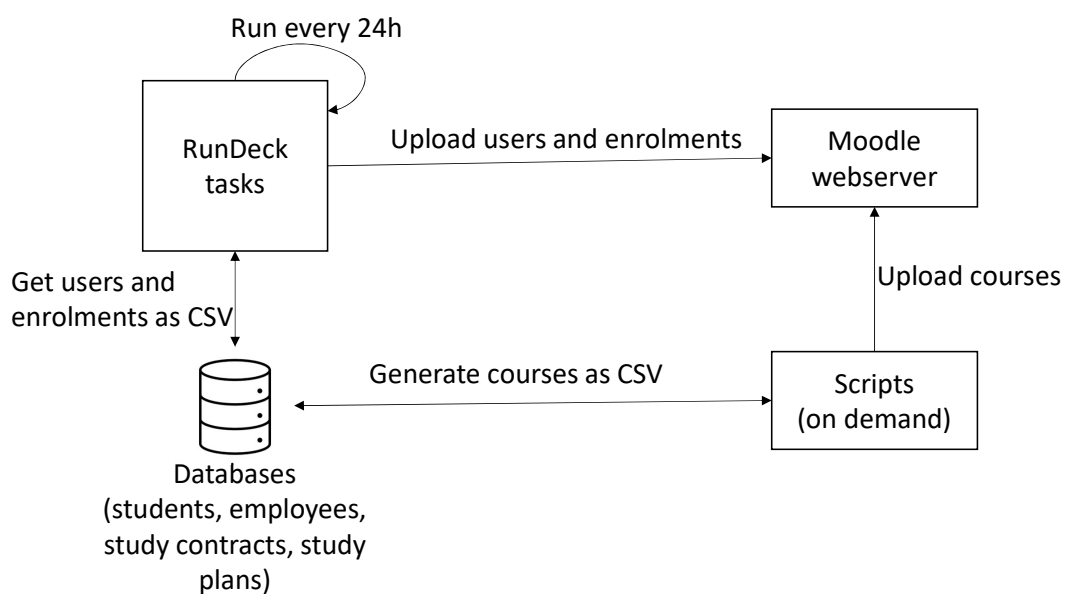 Run every 24h
RunDeck
tasks
Upload users and enrolments
Moodle
webserver
Get users and
enrolments as CSV
Upload courses
Generate courses as CSV
Scripts
(on demand)
Databases
(students, employees,
study contracts, study
plans)